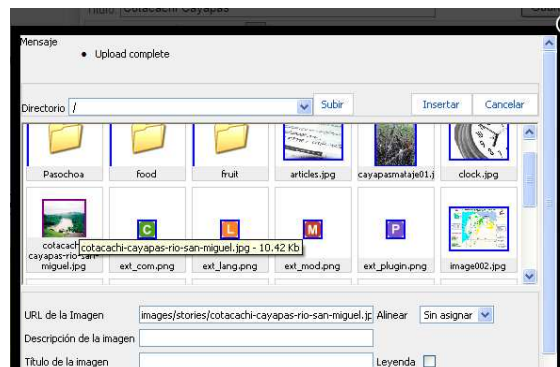 Título Cotacachi Cayapas
Mensaje
Upload complete
Directorio / Subir Insertar Cancelar
Pasochoa food fruit articles.jpg cayapasmataje01.j clock.jpg
cotacachi-cayapas-rio-san-miguel.jpg - 10.42 Kb
cayapas-rio-san-
miguel.jpg ext_com.png ext_lang.png ext_mod.png ext_plugin.png image002.jpg
C L M P
URL de la Imagen images/stories/cotacachi-cayapas-rio-san-miguel.jp Alinear Sin asignar
Descripción de la imagen
Título de la imagen Leyenda